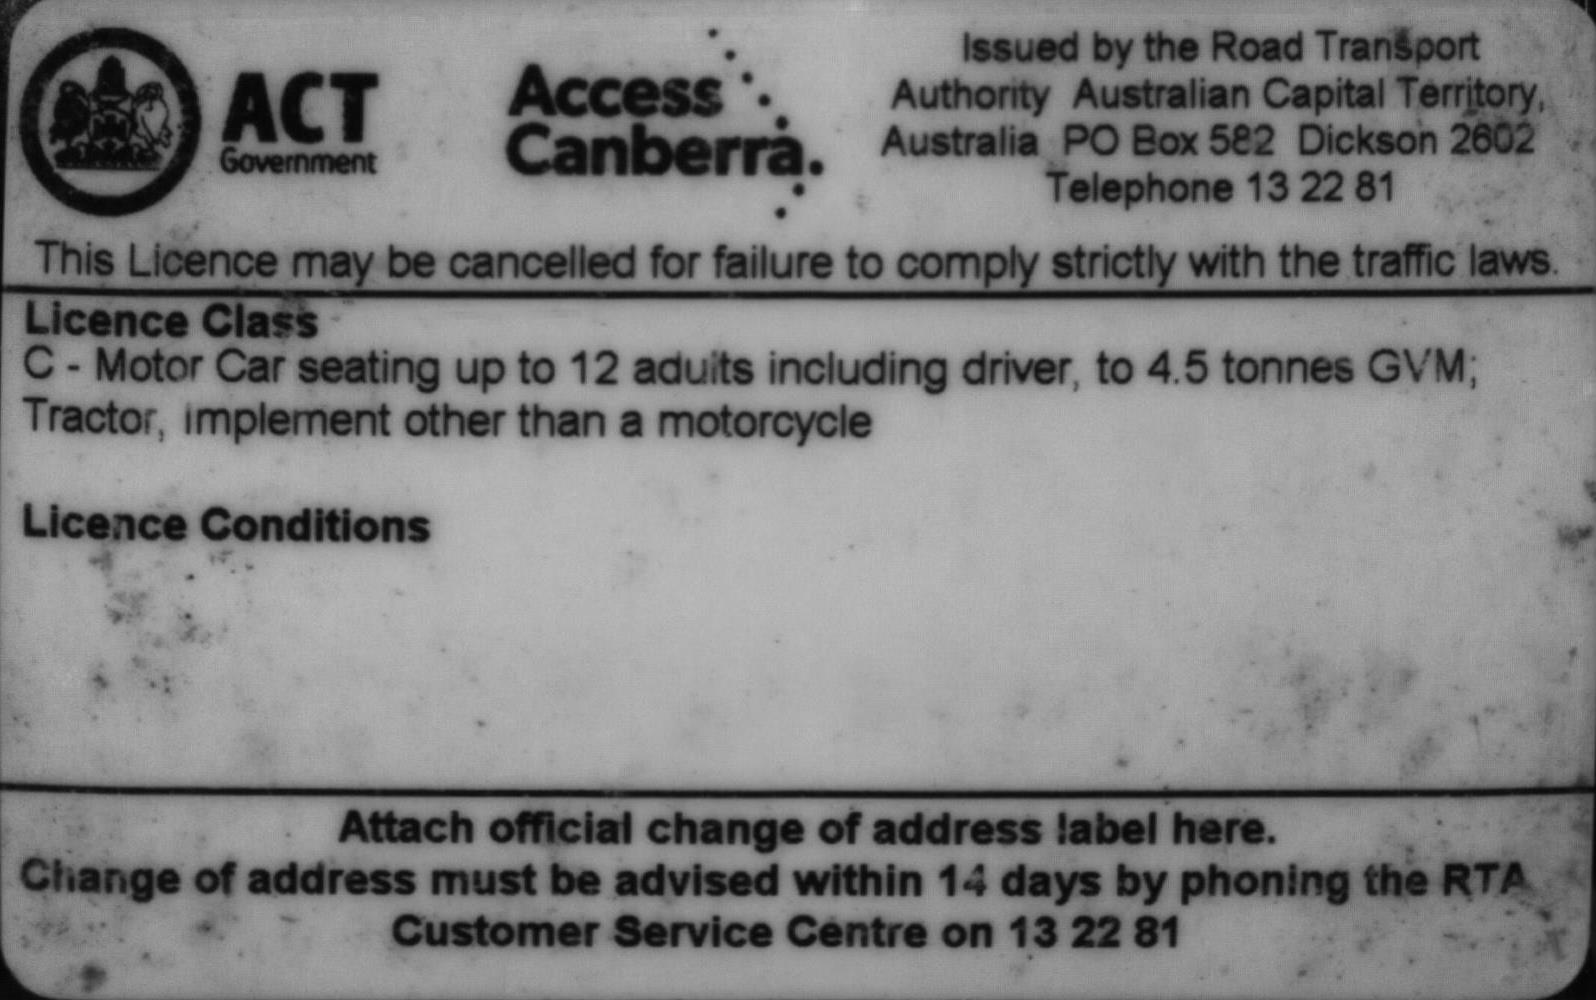 ACT
Government
Access
Canberra.
Issued by the Road Transport
Authority Australian Capital Territory,
Australia PO Box 582 Dickson 2602
Telephone 13 22 81
This Licence may be cancelled for failure to comply strictly with the traffic laws.
Licence Class
C - Motor Car seating up to 12 adults including driver, to 4.5 tonnes GVM;
Tractor, implement other than a motorcycle
Licence Conditions
Attach official change of address label here.
Change of address must be advised within 14 days by phoning the RTA
Customer Service Centre on 13 22 81